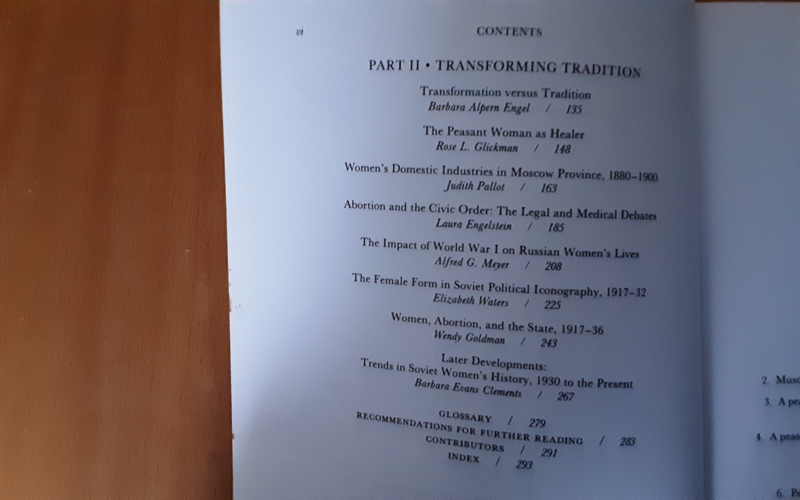 vi CONTENTS
PART II • TRANSFORMING TRADITION
Transformation versus Tradition
Barbara Alpern Engel / 135
The Peasant Woman as Healer
Rose L. Glickman / 148
Women's Domestic Industries in Moscow Province, 1880–1900
Judith Pallot / 163
Abortion and the Civic Order: The Legal and Medical Debates
Laura Engelstein / 185
The Impact of World War I on Russian Women's Lives
Alfred G. Meyer / 208
The Female Form in Soviet Political Iconography, 1917–32
Elizabeth Waters / 225
Women, Abortion, and the State, 1917–36
Wendy Goldman / 243
Later Developments:
Trends in Soviet Women's History, 1930 to the Present
Barbara Evans Clements / 267
GLOSSARY / 279
RECOMMENDATIONS FOR FURTHER READING / 283
CONTRIBUTORS / 291
INDEX / 293
2.
3. A
4. A
6.